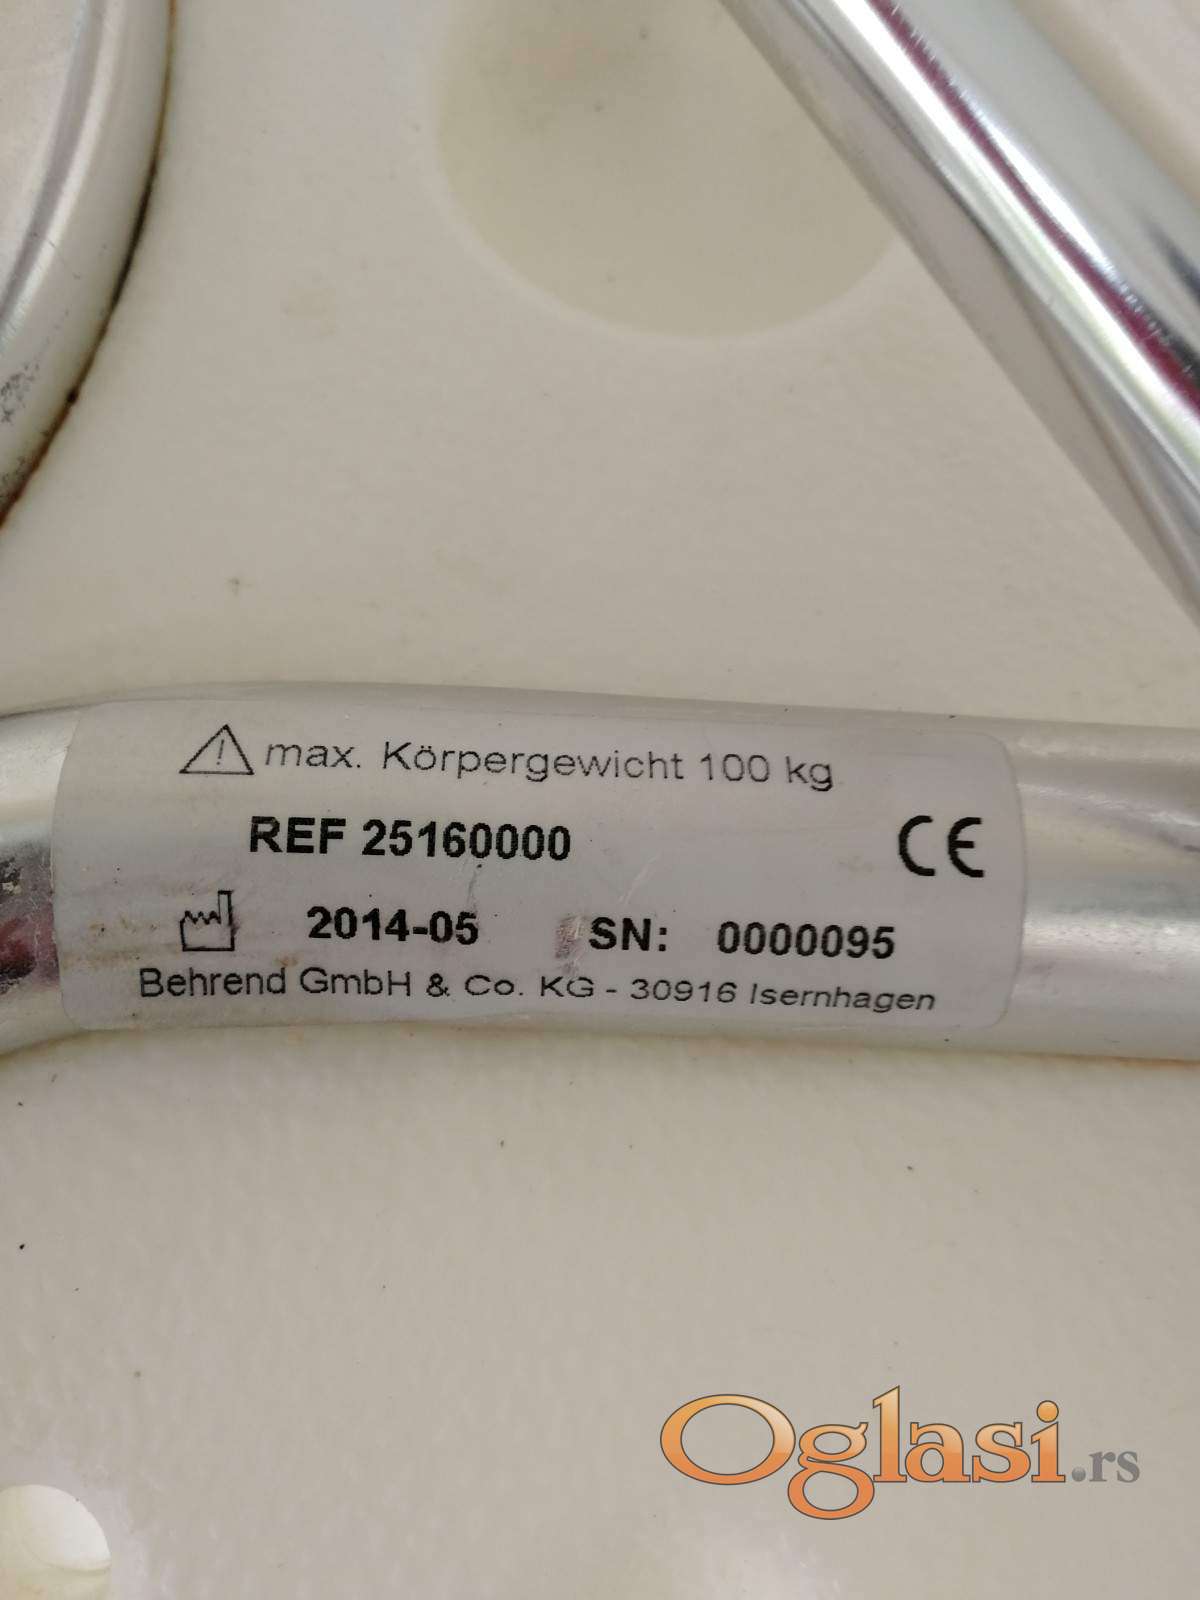 max. Körpergewicht 100 kg
REF 25160000
CE
2014-05 SN: 0000095
Behrend GmbH & Co. KG - 30916 Isernhagen
Oglasi.rs